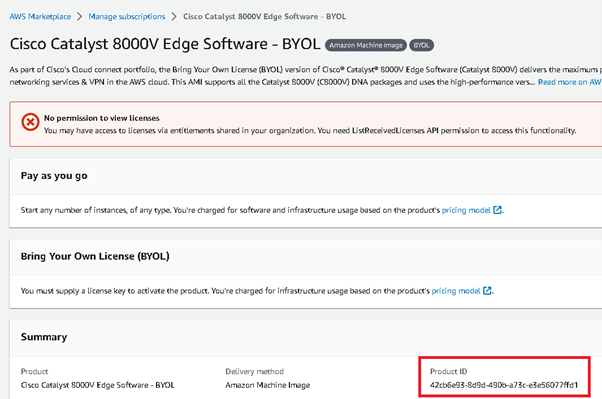 AWS Marketplace > Manage subscriptions > Cisco Catalyst 8000V Edge Software - BYOL
Cisco Catalyst 8000V Edge Software - BYOL Amazon Machine Image BYOL
As part of Cisco's Cloud connect portfolio, the Bring Your Own License (BYOL) version of Cisco® Catalyst® 8000V Edge Software (Catalyst 8000V) delivers the maximum p
networking services & VPN in the AWS cloud. This AMI supports all the Catalyst 8000V (C8000V) DNA packages and uses the high-performance vers... Read more on AW
No permission to view licenses
You may have access to licenses via entitlements shared in your organization. You need ListReceivedLicenses API permission to access this functionality.
Pay as you go
Start any number of instances, of any type. You're charged for software and infrastructure usage based on the product's pricing model.
Bring Your Own License (BYOL)
You must supply a license key to activate the product. You're charged for infrastructure usage based on the product's pricing model.
Summary
Product Delivery method Product ID
Cisco Catalyst 8000V Edge Software - BYOL Amazon Machine Image 42cb6e93-8d9d-490b-a73c-e3e56077ffd1